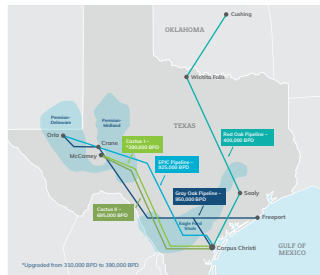 OKLAHOMA
Cushing
Wichita Falls
Permian-
Delaware
Permian-
Midland
TEXAS
Orla
Crane
McCamey
Cactus I -
*390,000 BPD
EPIC Pipeline -
925,000 BPD
Red Oak Pipeline -
400,000 BPD
Cactus II -
685,000 BPD
Gray Oak Pipeline -
850,000 BPD
Sealy
Freeport
Eagle Ford
Shale
Corpus Christi
GULF OF
MEXICO
*Upgraded from 310,000 BPD to 390,000 BPD